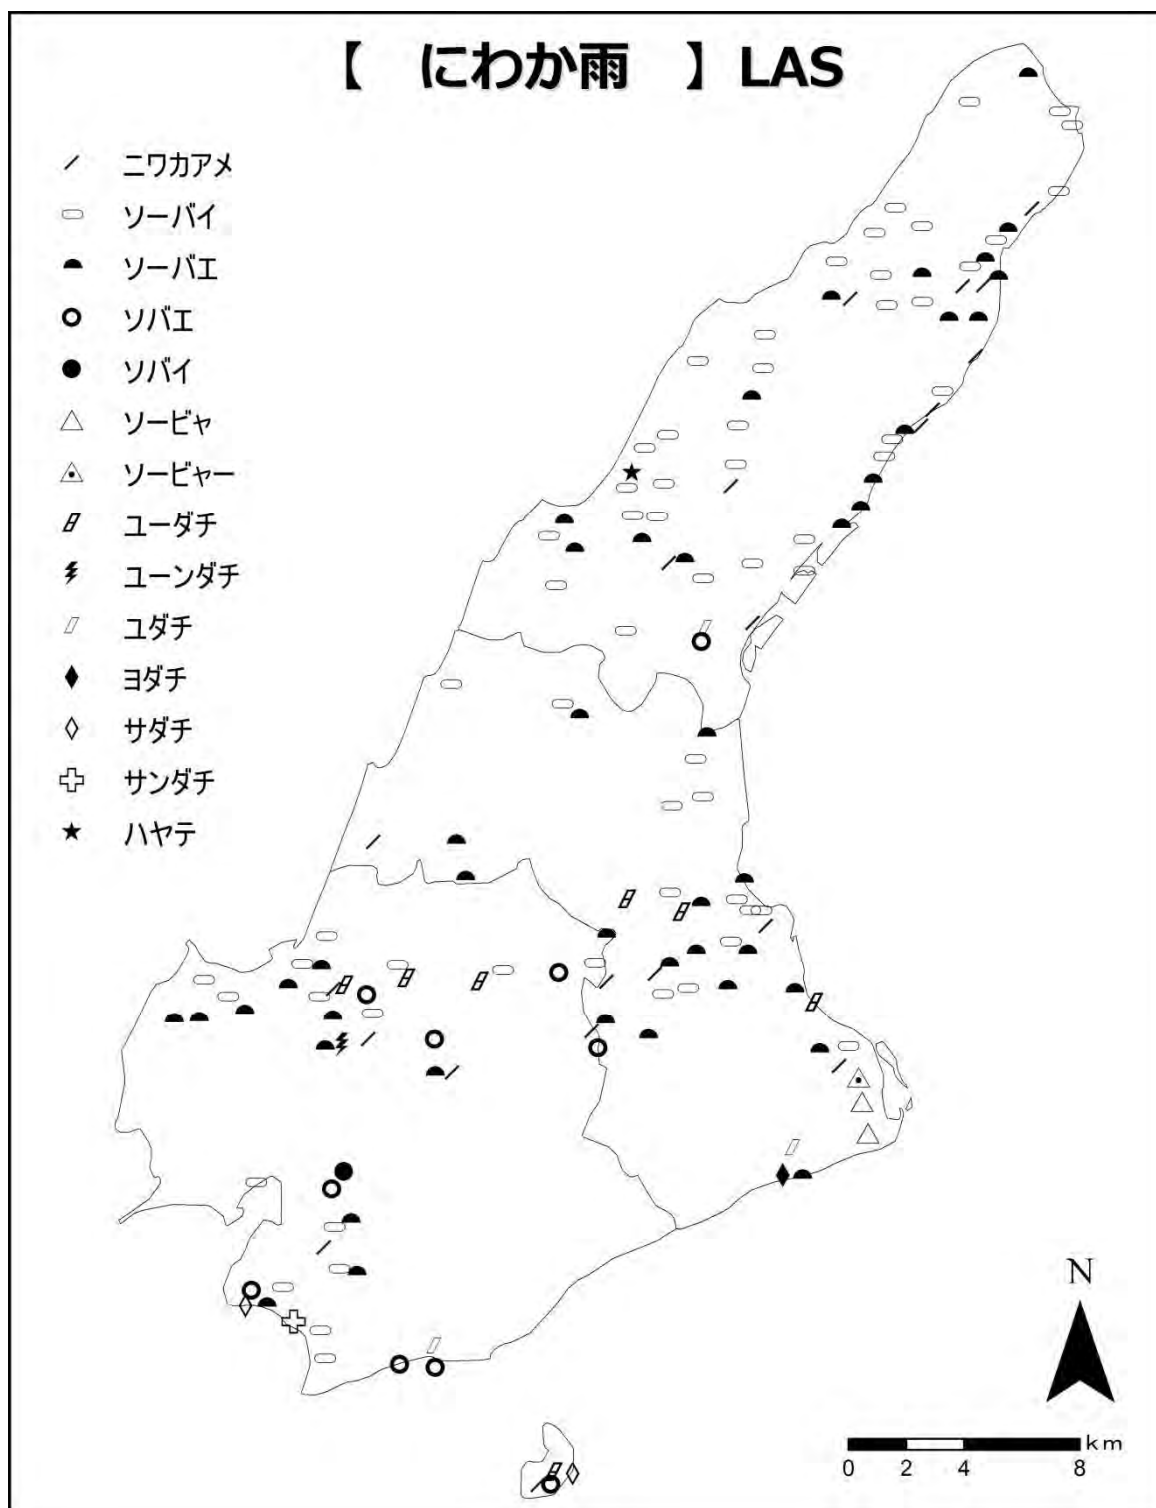 【 にわか雨 】 LAS
ニワカアメ
ソーバイ
ソーバエ
ソバエ
ソバイ
ソービャ
ソービャー
ユーダチ
ユーンダチ
ユダチ
ヨダチ
サダチ
サンダチ
ハヤテ
N
km
0 2 4 8